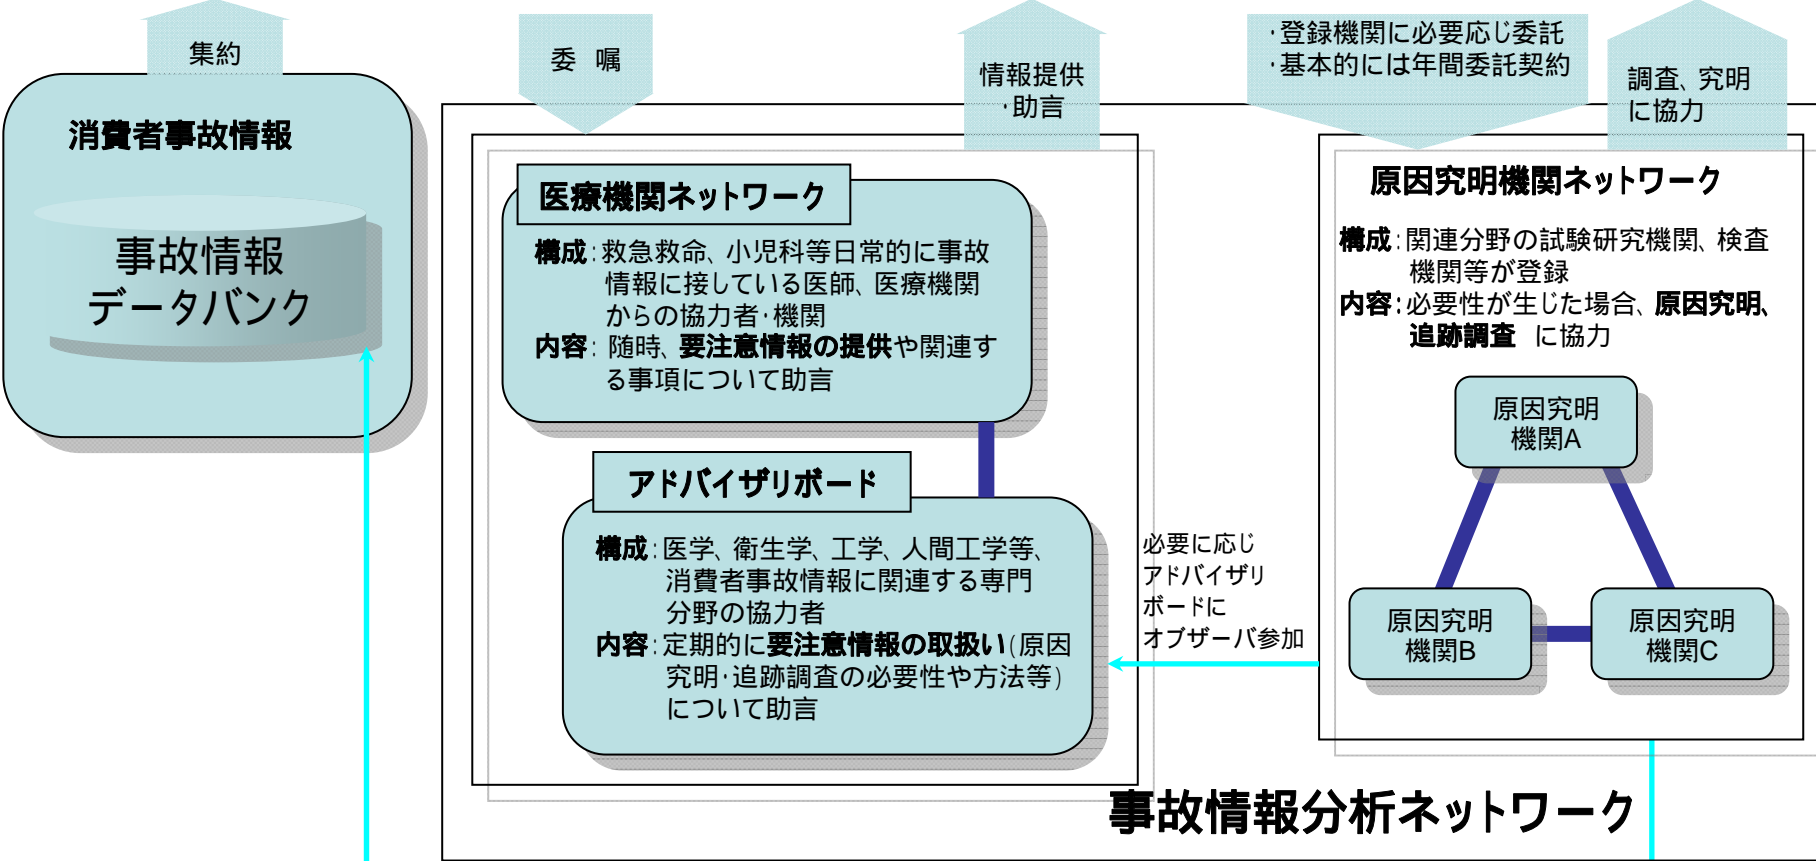 集約
委 嘱
情報提供
・助言
・登録機関に必要応じ委託
・基本的には年間委託契約
調査、究明
に協力
消費者事故情報
事故情報
データバンク
医療機関ネットワーク
構成:救急救命、小児科等日常的に事故
情報に接している医師、医療機関
からの協力者・機関
内容: 随時、要注意情報の提供や関連す
る事項について助言
アドバイザリボード
構成:医学、衛生学、工学、人間工学等、
消費者事故情報に関連する専門
分野の協力者
内容:定期的に要注意情報の取扱い(原因
究明・追跡調査の必要性や方法等)
について助言
必要に応じ
アドバイザリ
ボードに
オブザーバ参加
原因究明機関ネットワーク
構成:関連分野の試験研究機関、検査
機関等が登録
内容:必要性が生じた場合、原因究明、
追跡調査 に協力
原因究明
機関A
原因究明
機関B
原因究明
機関C
事故情報分析ネットワーク